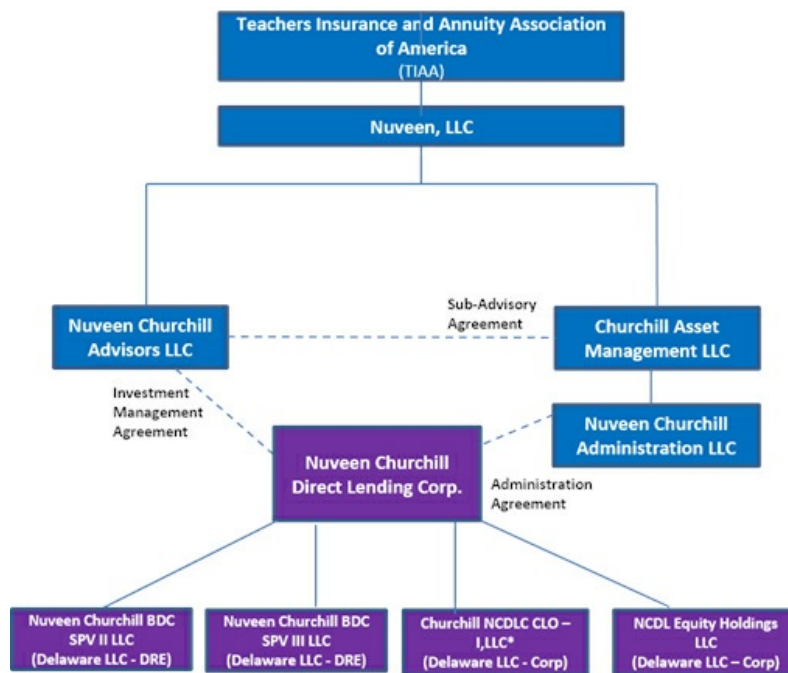 Teachers Insurance and Annuity Association
of America
(TIAA)
Nuveen, LLC
Sub-Advisory
Agreement
Nuveen Churchill
Advisors LLC
Churchill Asset
Management LLC
Investment
Management
Agreement
Nuveen Churchill
Administration LLC
Nuveen Churchill
Direct Lending Corp.
Administration
Agreement
Nuveen Churchill BDC
SPV II LLC
(Delaware LLC - DRE)
Nuveen Churchill BDC
SPV III LLC
(Delaware LLC - DRE)
Churchill NCDLC CLO –
I,LLC*
(Delaware LLC - Corp)
NCDL Equity Holdings
LLC
(Delaware LLC – Corp)